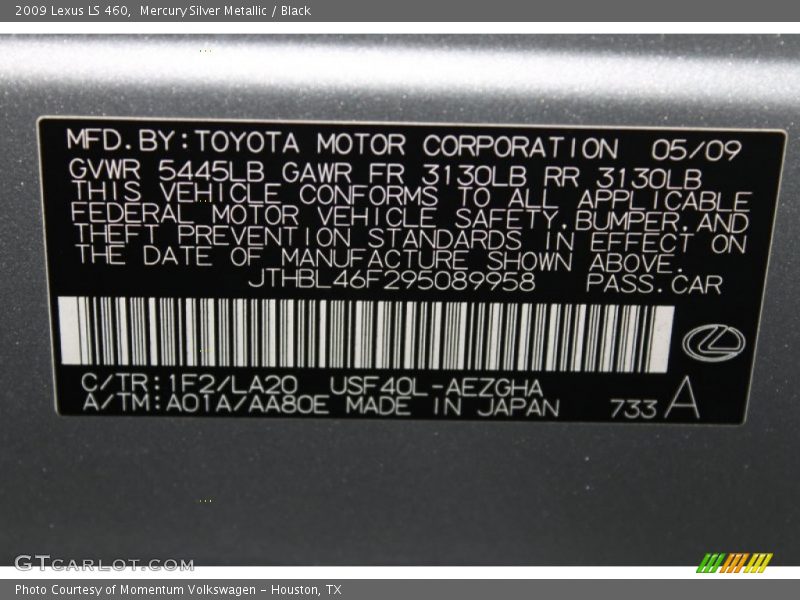 2009 Lexus LS 460, Mercury Silver Metallic / Black
MFD.BY:TOYOTA MOTOR CORPORATION 05/09
GVWR 5445LB GAWR FR 3130LB RR 3130LB
THIS VEHICLE CONFORMS TO ALL APPLICABLE
FEDERAL MOTOR VEHICLE SAFETY,BUMPER,AND
THEFT PREVENTION STANDARDS IN EFFECT ON
THE DATE OF MANUFACTURE SHOWN ABOVE.
JTHBL46F295089958 PASS.CAR
C/TR:1F2/LA20 USF40L-AEZGHA
A/TM:A01A/AA80E MADE IN JAPAN 733 A
GTCARLOT.COM
Photo Courtesy of Momentum Volkswagen - Houston, TX